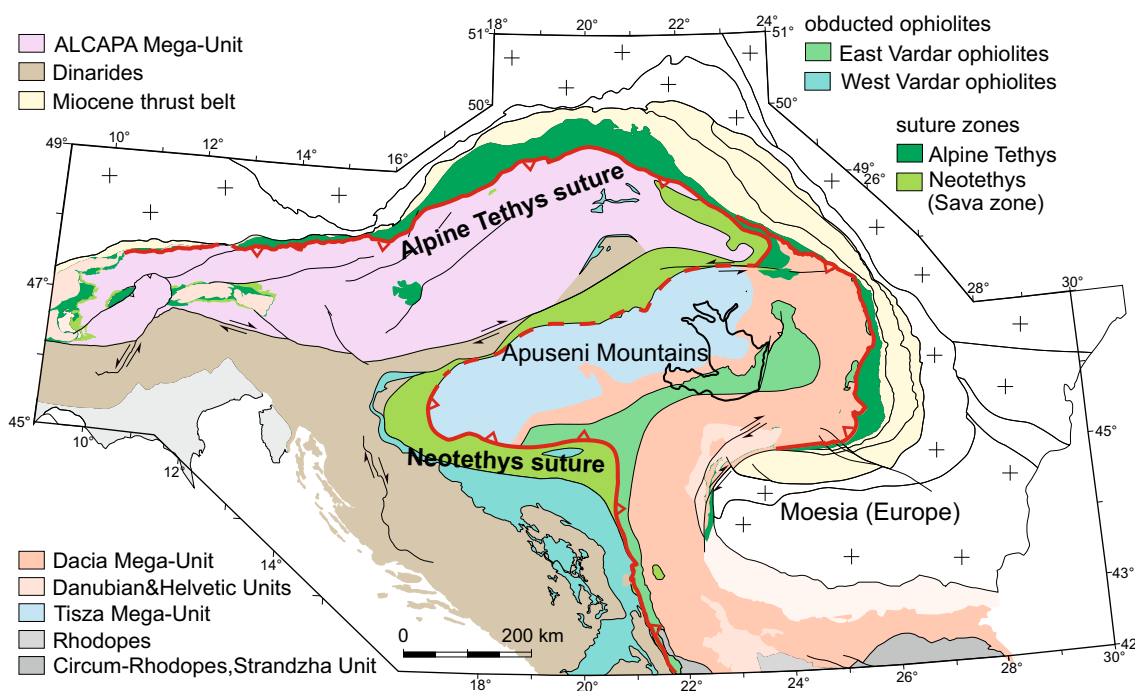 18°
20°
22°
24°
51°
51°
50°
50°
ALCAPA Mega-Unit
Dinarides
Miocene thrust belt
obducted ophiolites
East Vardar ophiolites
West Vardar ophiolites
suture zones
Alpine Tethys
Neotethys
(Sava zone)
49°
10°
12°
14°
16°
49°
26°
Alpine Tethys suture
47°
28°
30°
47°
Apuseni Mountains
45°
10°
12°
45°
Neotethys suture
Moesia (Europe)
14°
43°
Dacia Mega-Unit
Danubian&Helvetic Units
Tisza Mega-Unit
Rhodopes
Circum-Rhodopes,Strandzha Unit
0
200 km
16°
18°
20°
22°
24°
26°
28°
30°
42°